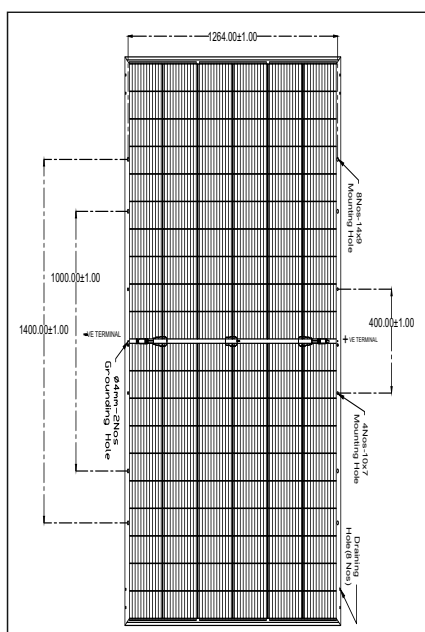 1264.00±1.00
8Nos-14x9
Mounting Hole
1000.00±1.00
1400.00±1.00
400.00±1.00
-VE TERMINAL
+VE TERMINAL
Ø4mm-2Nos
Grounding Hole
4Nos-10x7
Mounting Hole
Draining
Hole(8 Nos)